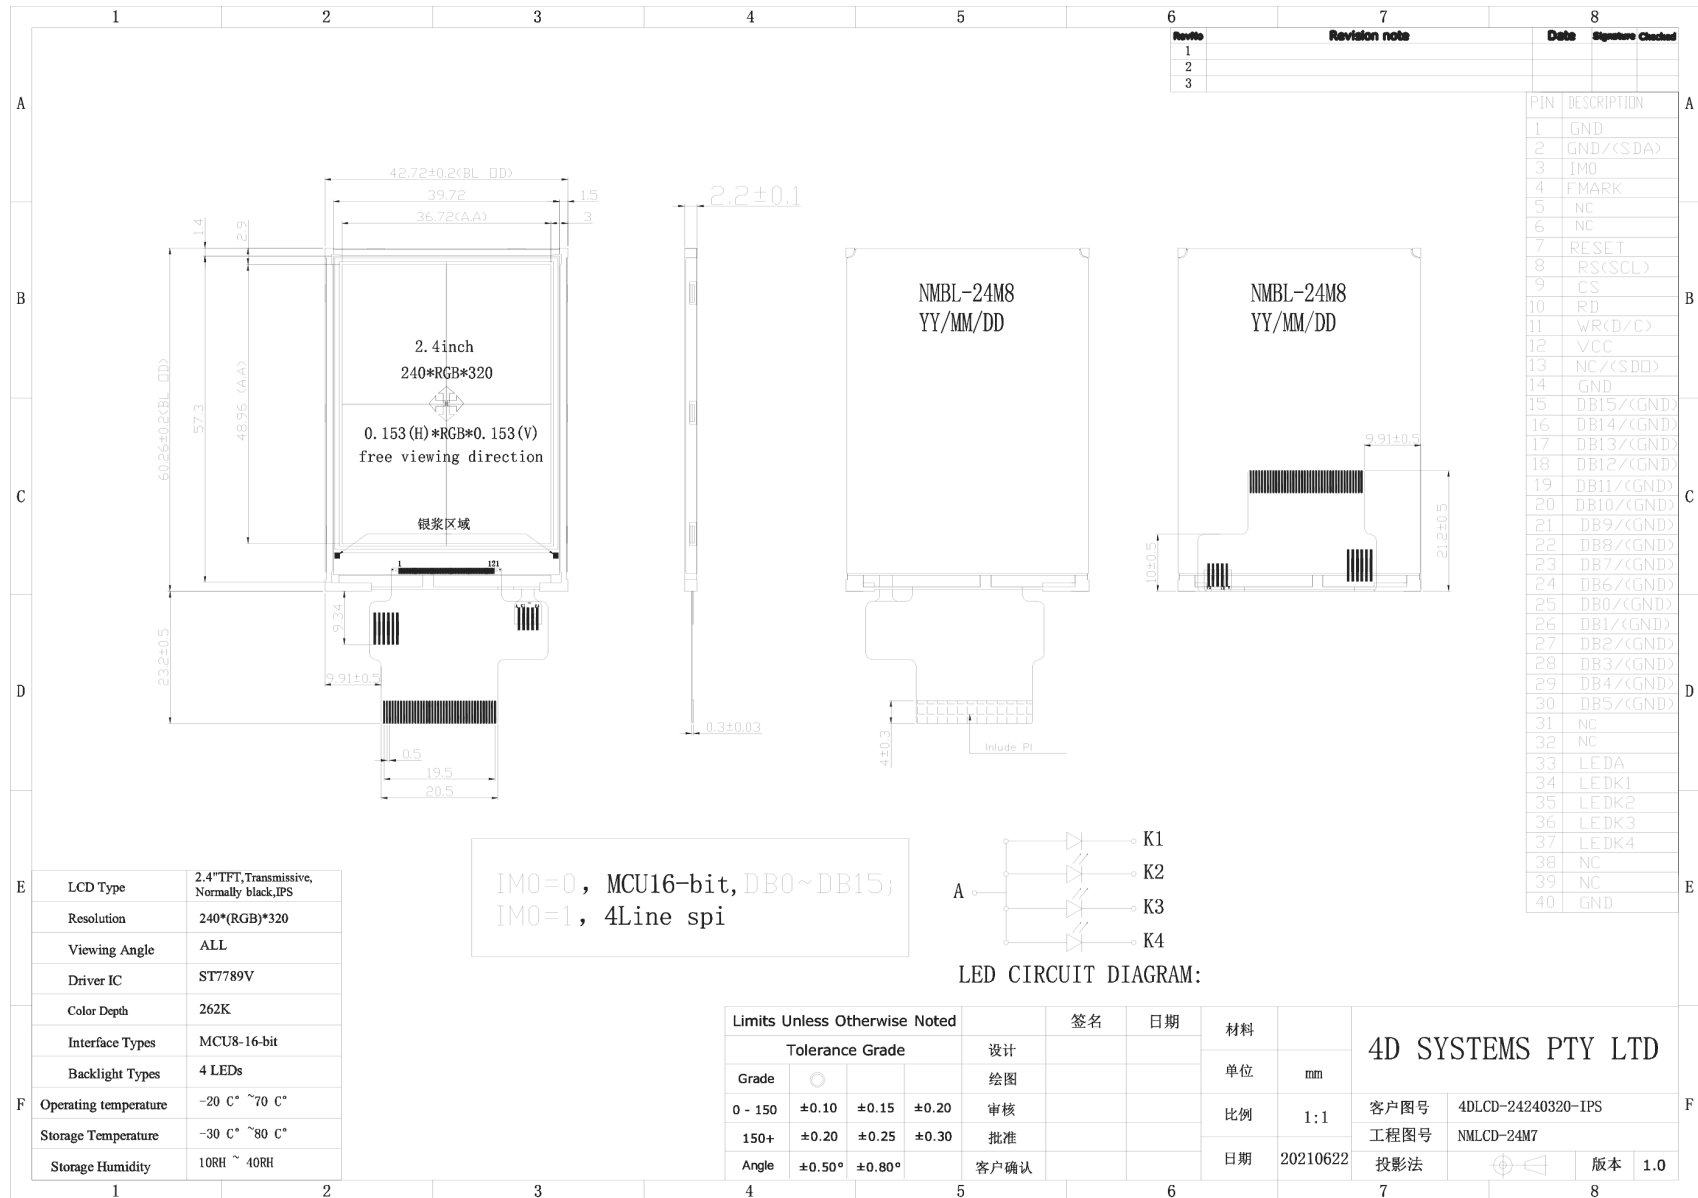 1 2 3 4 5 6 7 8
RevNo Revision note Date Signature Checked
1
2
3
A A
B B
C C
D D
E E
F F
PIN DESCRIPTION
1 GND
2 GND/(SDA)
3 IM0
4 FMARK
5 NC
6 NC
7 RESET
8 RS(SCL)
9 CS
10 RD
11 WR(D/C)
12 VCC
13 NC/(SDO)
14 GND
15 DB15/(GND)
16 DB14/(GND)
17 DB13/(GND)
18 DB12/(GND)
19 DB11/(GND)
20 DB10/(GND)
21 DB9/(GND)
22 DB8/(GND)
23 DB7/(GND)
24 DB6/(GND)
25 DB0/(GND)
26 DB1/(GND)
27 DB2/(GND)
28 DB3/(GND)
29 DB4/(GND)
30 DB5/(GND)
31 NC
32 NC
33 LEDA
34 LEDK1
35 LEDK2
36 LEDK3
37 LEDK4
38 NC
39 NC
40 GND
42.72±0.2(BL OD)
39.72
1.5
36.72(A.A)
3
1.4
2.9
60.26±0.2(BL OD)
57.3
48.96 (A.A)
2.4inch
240*RGB*320
0.153(H)*RGB*0.153(V)
free viewing direction
银浆区域
1 121
9.34
23.2±0.5
9.91±0.5
0.5
19.5
20.5
2.2±0.1
0.3±0.03
NMBL-24M8
YY/MM/DD
4±0.3
Inlude PI
NMBL-24M8
YY/MM/DD
9.91±0.5
10±0.5
21.2±0.5
IM0=0, MCU16-bit, DB0~DB15;
IM0=1, 4Line spi
A
K1
K2
K3
K4
LED CIRCUIT DIAGRAM:
LCD Type 2.4"TFT,Transmissive,
Normally black,IPS
Resolution 240*(RGB)*320
Viewing Angle ALL
Driver IC ST7789V
Color Depth 262K
Interface Types MCU8-16-bit
Backlight Types 4 LEDs
Operating temperature -20 C° ~70 C°
Storage Temperature -30 C° ~80 C°
Storage Humidity 10RH ~ 40RH
Limits Unless Otherwise Noted
Tolerance Grade
Grade
0 - 150 ±0.10 ±0.15 ±0.20
150+ ±0.20 ±0.25 ±0.30
Angle ±0.50° ±0.80°
签名 日期
设计
绘图
审核
批准
客户确认
材料
单位 mm
比例 1:1
日期 20210622
4D SYSTEMS PTY LTD
客户图号 4DLCD-24240320-IPS
工程图号 NMLCD-24M7
投影法 版本 1.0
1 2 3 4 5 6 7 8